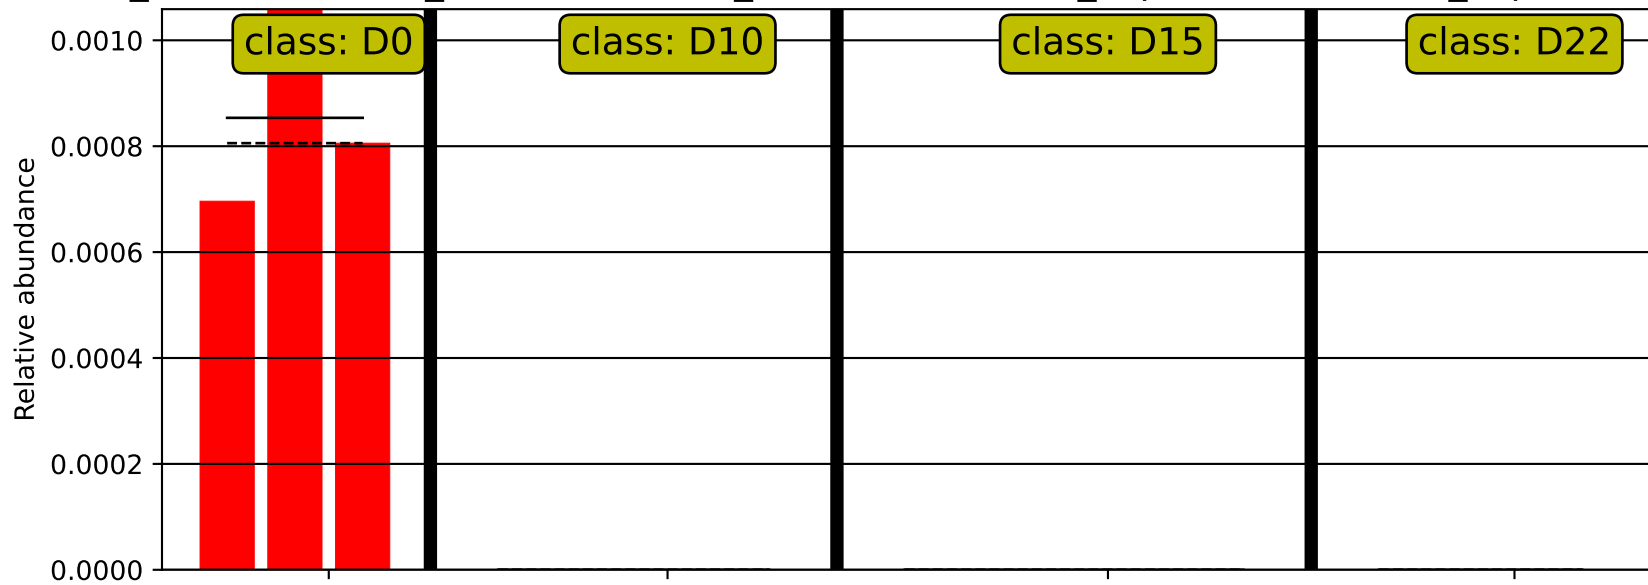 0.0010
class: D0
class: D10
class: D15
class: D22
0.0008
0.0006
0.0004
0.0002
0.0000
Relative abundance